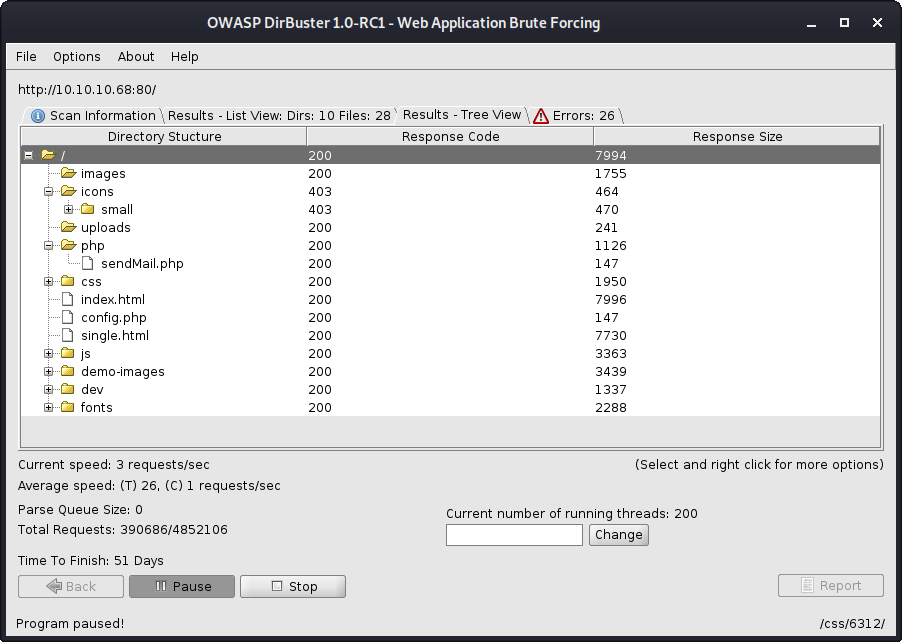 OWASP DirBuster 1.0-RC1 - Web Application Brute Forcing
File Options About Help
http://10.10.10.68:80/
Scan Information Results - List View: Dirs: 10 Files: 28 Results - Tree View Errors: 26
Directory Stucture Response Code Response Size
/ 200 7994
images 200 1755
icons 403 464
small 403 470
uploads 200 241
php 200 1126
sendMail.php 200 147
css 200 1950
index.html 200 7996
config.php 200 147
single.html 200 7730
js 200 3363
demo-images 200 3439
dev 200 1337
fonts 200 2288
Current speed: 3 requests/sec (Select and right click for more options)
Average speed: (T) 26, (C) 1 requests/sec
Parse Queue Size: 0 Current number of running threads: 200
Total Requests: 390686/4852106 Change
Time To Finish: 51 Days
Back Pause Stop Report
Program paused! /css/6312/